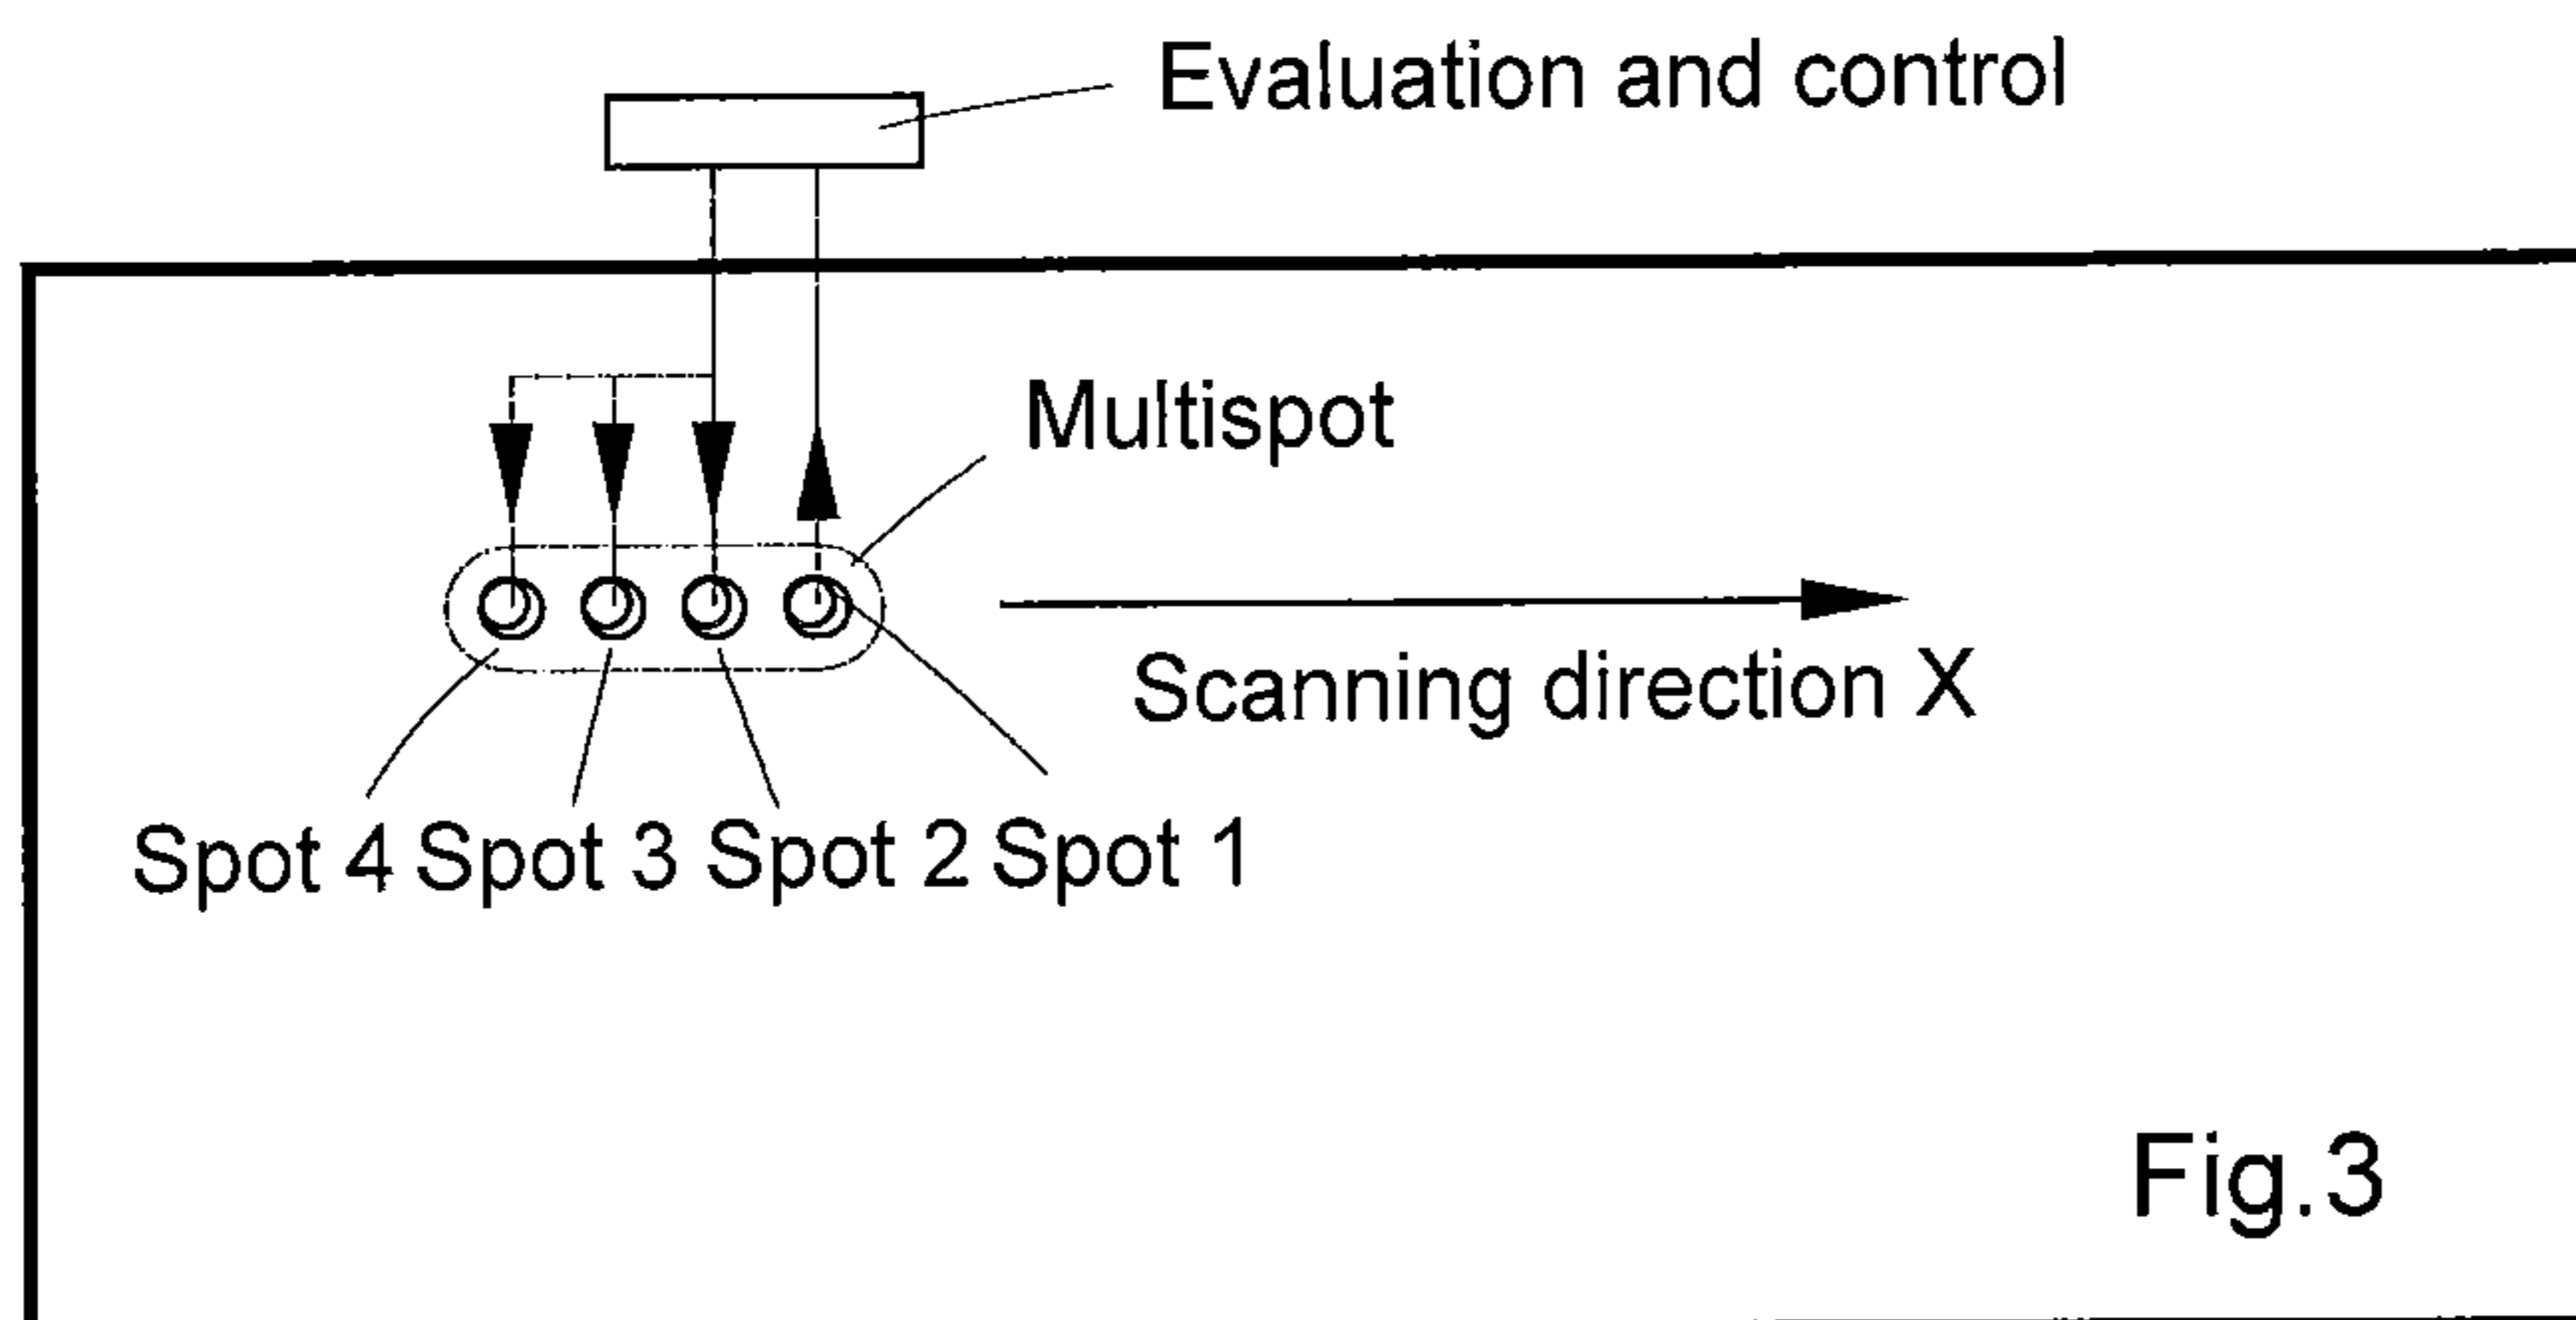 Evaluation and control
Multispot
Scanning direction X
Spot 4 Spot 3 Spot 2 Spot 1
Fig.3